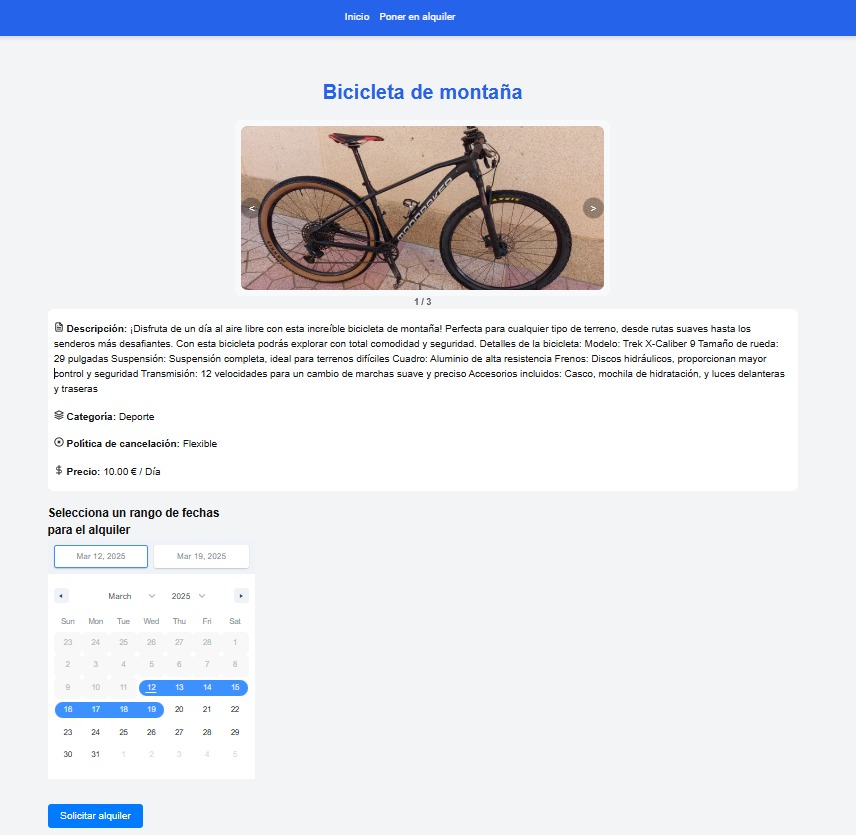 Inicio Poner en alquiler
Bicicleta de montaña
MONDRAKER
MAXXIS
< >
1 / 3
Descripción: ¡Disfruta de un día al aire libre con esta increíble bicicleta de montaña! Perfecta para cualquier tipo de terreno, desde rutas suaves hasta los
senderos más desafiantes. Con esta bicicleta podrás explorar con total comodidad y seguridad. Detalles de la bicicleta: Modelo: Trek X-Caliber 9 Tamaño de rueda:
29 pulgadas Suspensión: Suspensión completa, ideal para terrenos difíciles Cuadro: Aluminio de alta resistencia Frenos: Discos hidráulicos, proporcionan mayor
control y seguridad Transmisión: 12 velocidades para un cambio de marchas suave y preciso Accesorios incluidos: Casco, mochila de hidratación, y luces delanteras
y traseras
Categoría: Deporte
Política de cancelación: Flexible
$ Precio: 10.00 € / Día
Selecciona un rango de fechas
para el alquiler
Mar 12, 2025 Mar 19, 2025
March 2025
Sun Mon Tue Wed Thu Fri Sat
23 24 25 26 27 28 1
2 3 4 5 6 7 8
9 10 11 12 13 14 15
16 17 18 19 20 21 22
23 24 25 26 27 28 29
30 31 1 2 3 4 5
Solicitar alquiler